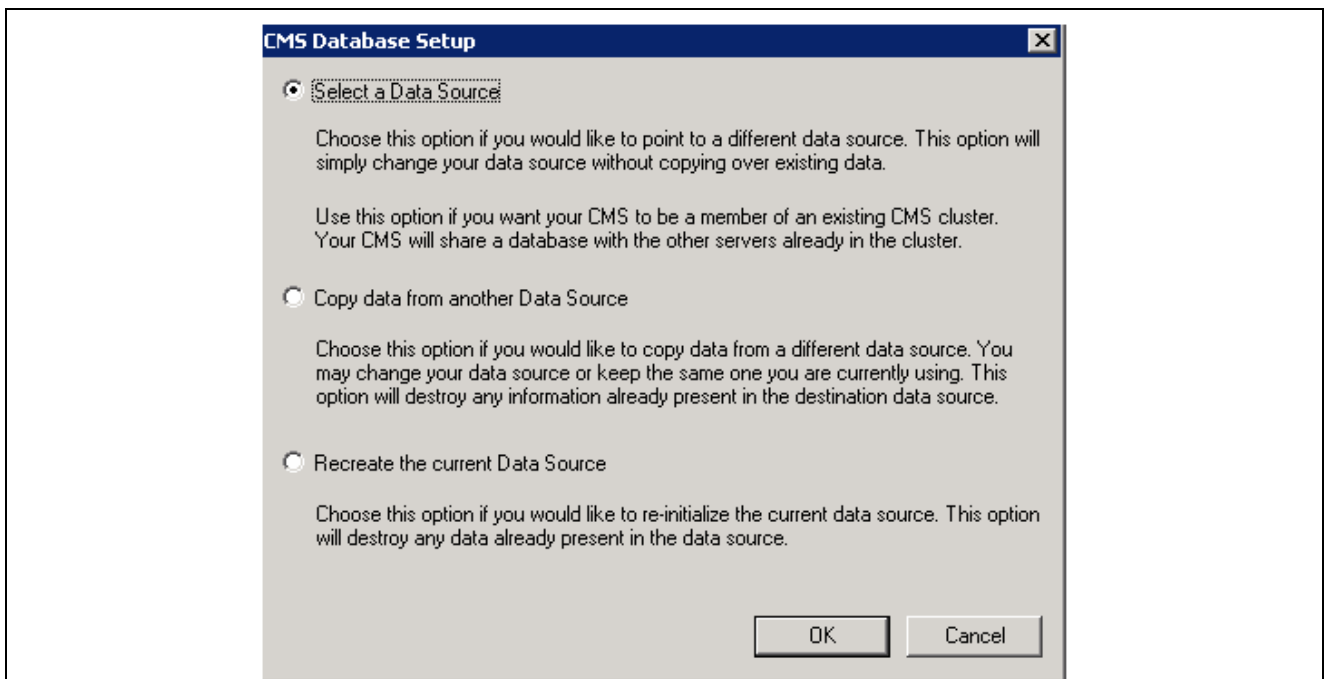 CMS Database Setup
Select a Data Source
Choose this option if you would like to point to a different data source. This option will
simply change your data source without copying over existing data.
Use this option if you want your CMS to be a member of an existing CMS cluster.
Your CMS will share a database with the other servers already in the cluster.
Copy data from another Data Source
Choose this option if you would like to copy data from a different data source. You
may change your data source or keep the same one you are currently using. This
option will destroy any information already present in the destination data source.
Recreate the current Data Source
Choose this option if you would like to re-initialize the current data source. This option
will destroy any data already present in the data source.
OK
Cancel